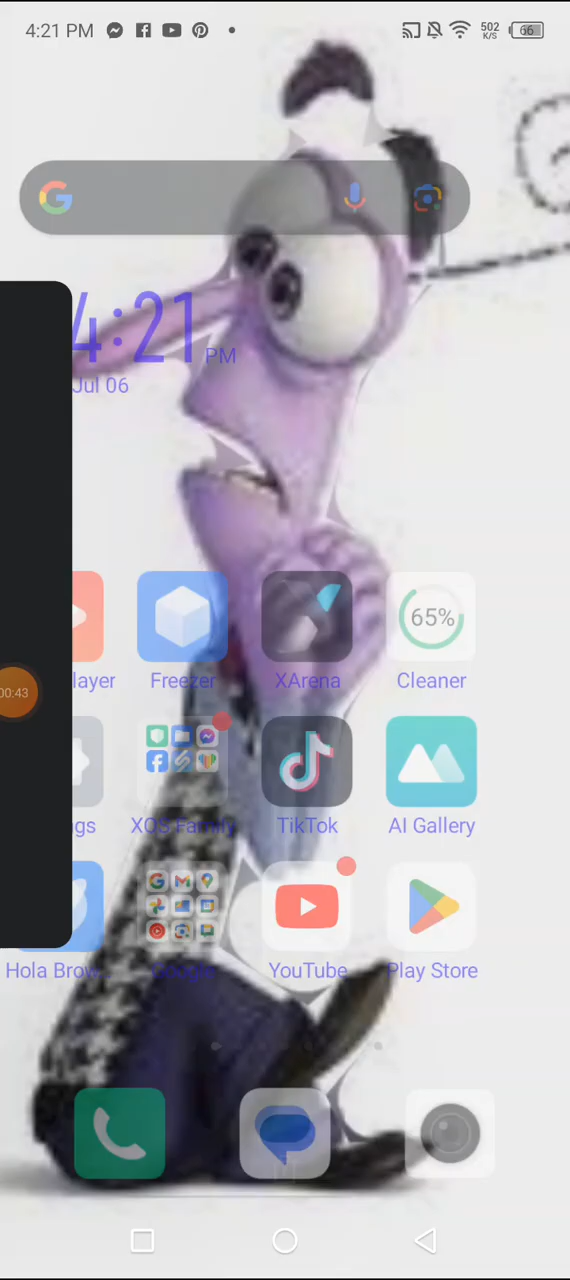 4:21 PM
502
K/S
66
4:21 PM
Jul 06
65%
layer
Freezer
XArena
Cleaner
00:43
gs
XOS Family
TikTok
AI Gallery
Hola Brow...
Google
YouTube
Play Store